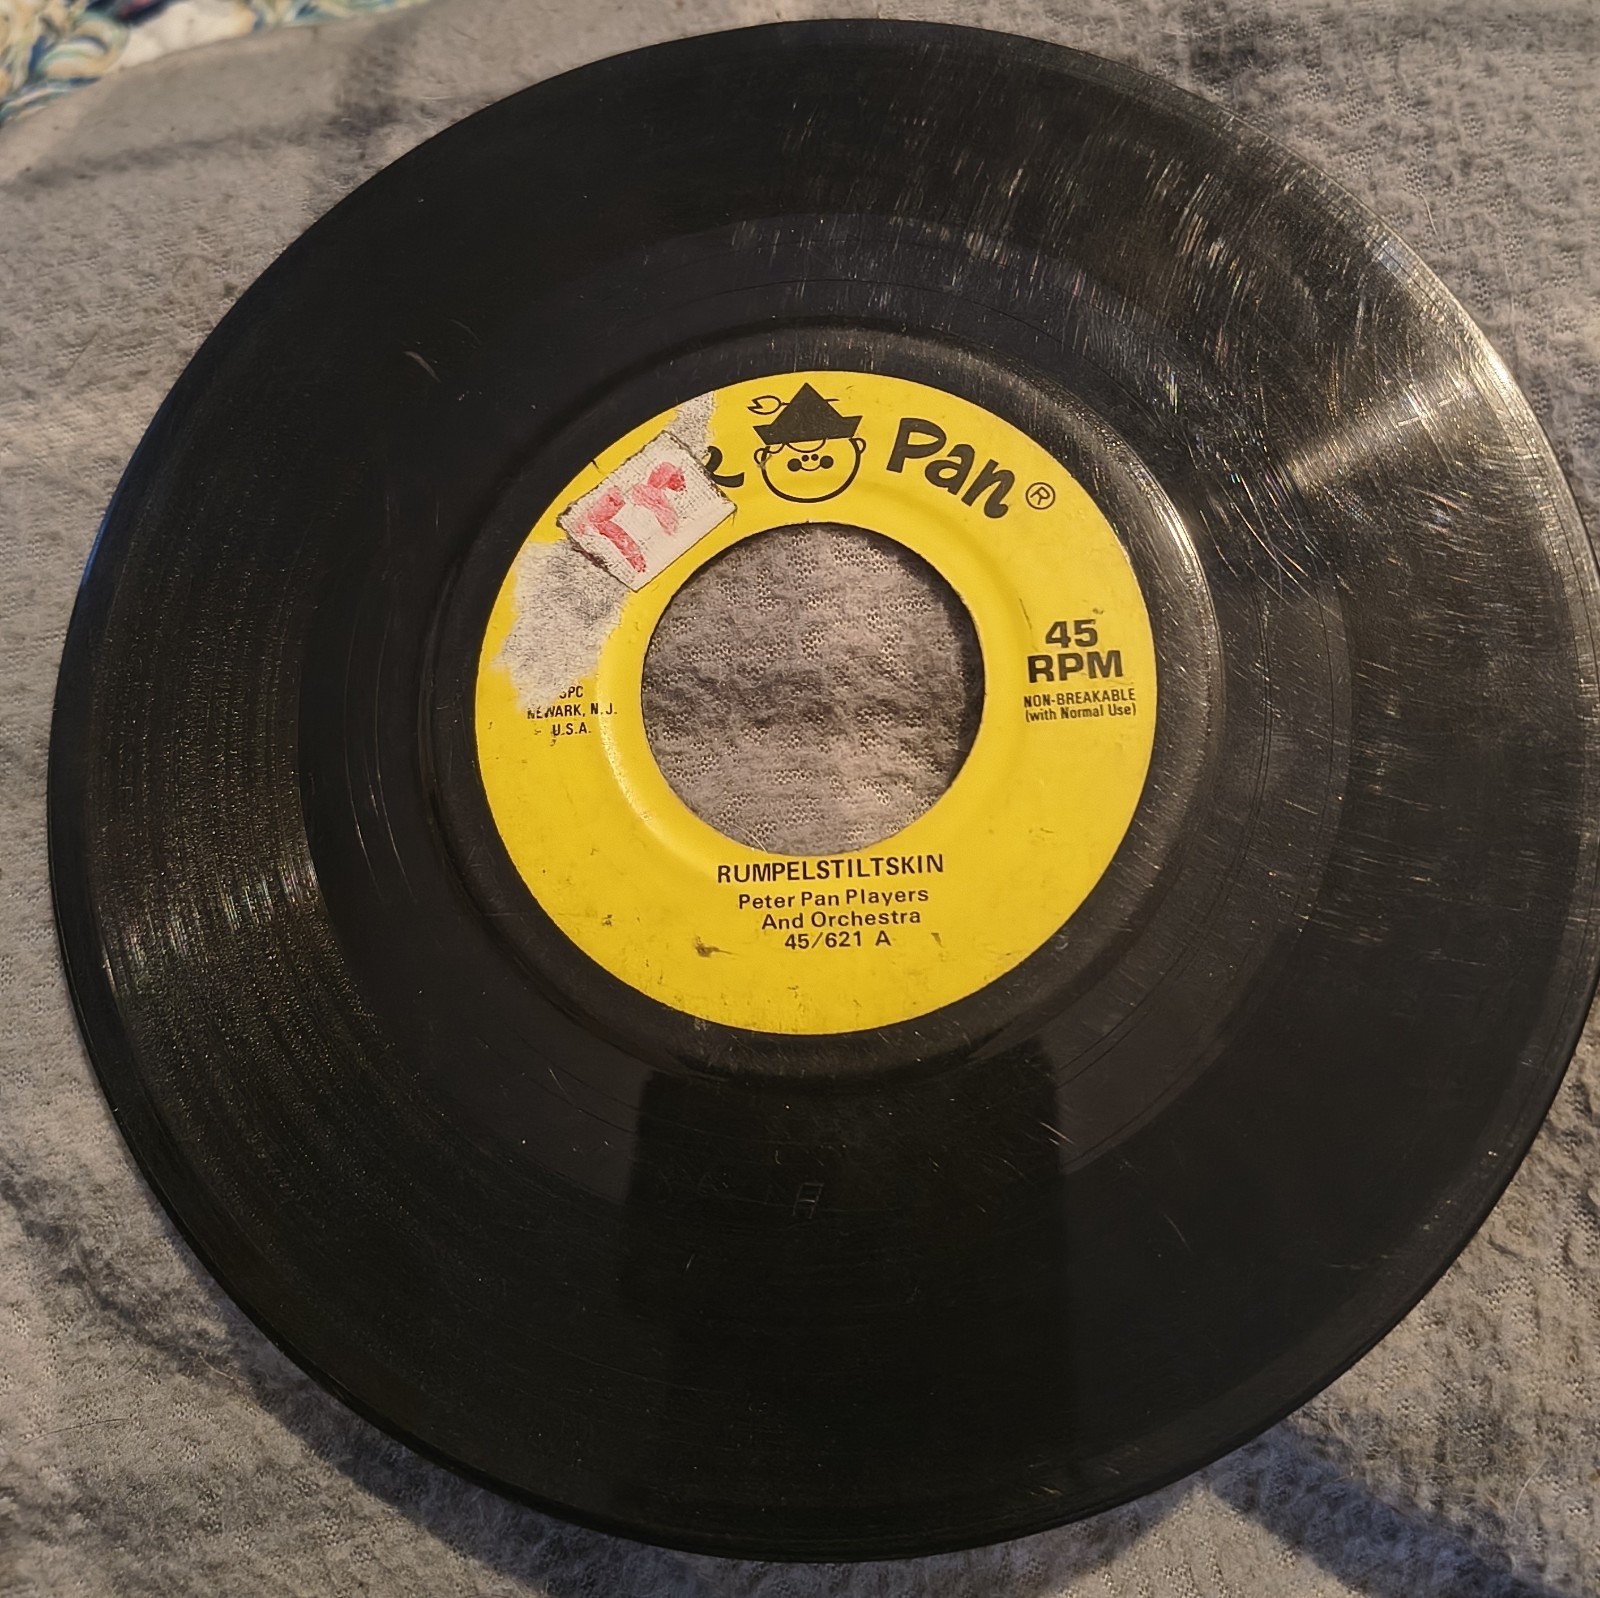 Pan®
45
RPM
NON-BREAKABLE
(with Normal Use)
NEWARK, N.J.
U.S.A.
RUMPELSTILTSKIN
Peter Pan Players
And Orchestra
45/621 A